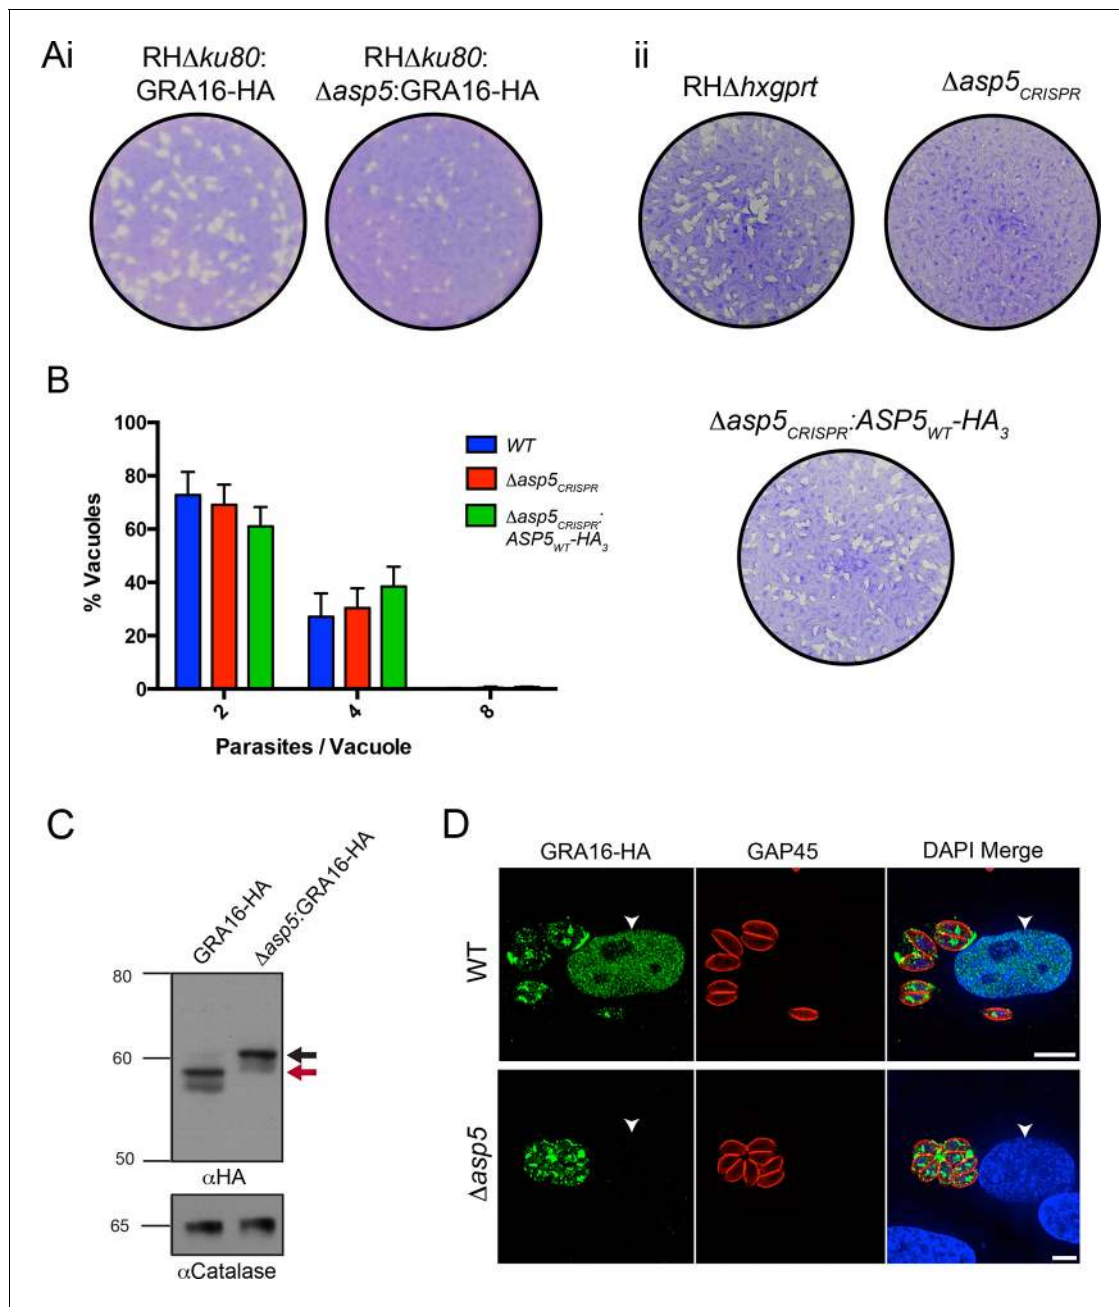 Ai
RHΔku80:
GRA16-HA
RHΔku80:
Δasp5:GRA16-HA
ii
RHΔhxgprt
Δasp5CRISPR
B
100
80
60
40
20
0
% Vacuoles
2
4
8
Parasites / Vacuole
WT
Δasp5CRISPR
Δasp5CRISPR:
ASP5WT-HA3
Δasp5CRISPR:ASP5WT-HA3
C
GRA16-HA
Δasp5:GRA16-HA
80
60
50
αHA
65
αCatalase
D
GRA16-HA
GAP45
DAPI Merge
WT
Δasp5